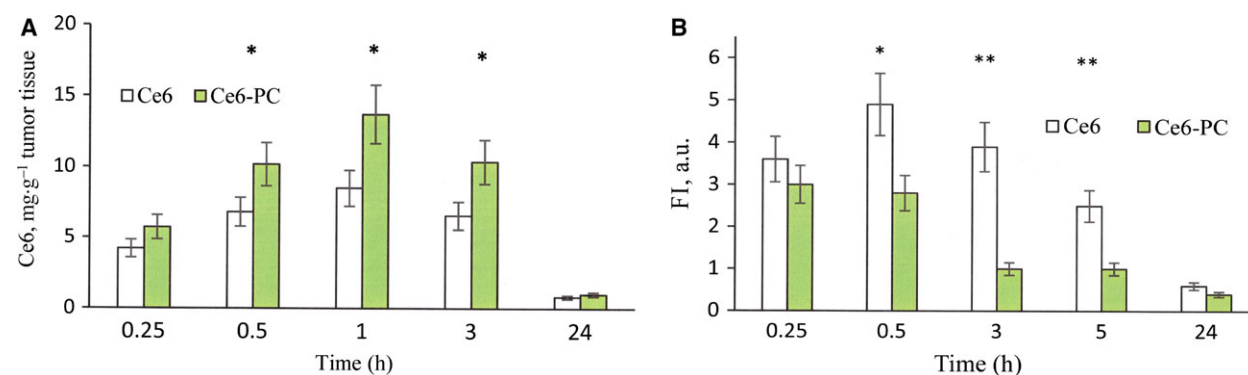 A
20
*
*
*
15
Ce6 Ce6-PC
10
5
0
Ce6, mg·g⁻¹ tumor tissue
0.25 0.5 1 3 24
Time (h)
B
6
*
**
**
5
Ce6 Ce6-PC
4
3
2
1
0
FI, a.u.
0.25 0.5 3 5 24
Time (h)